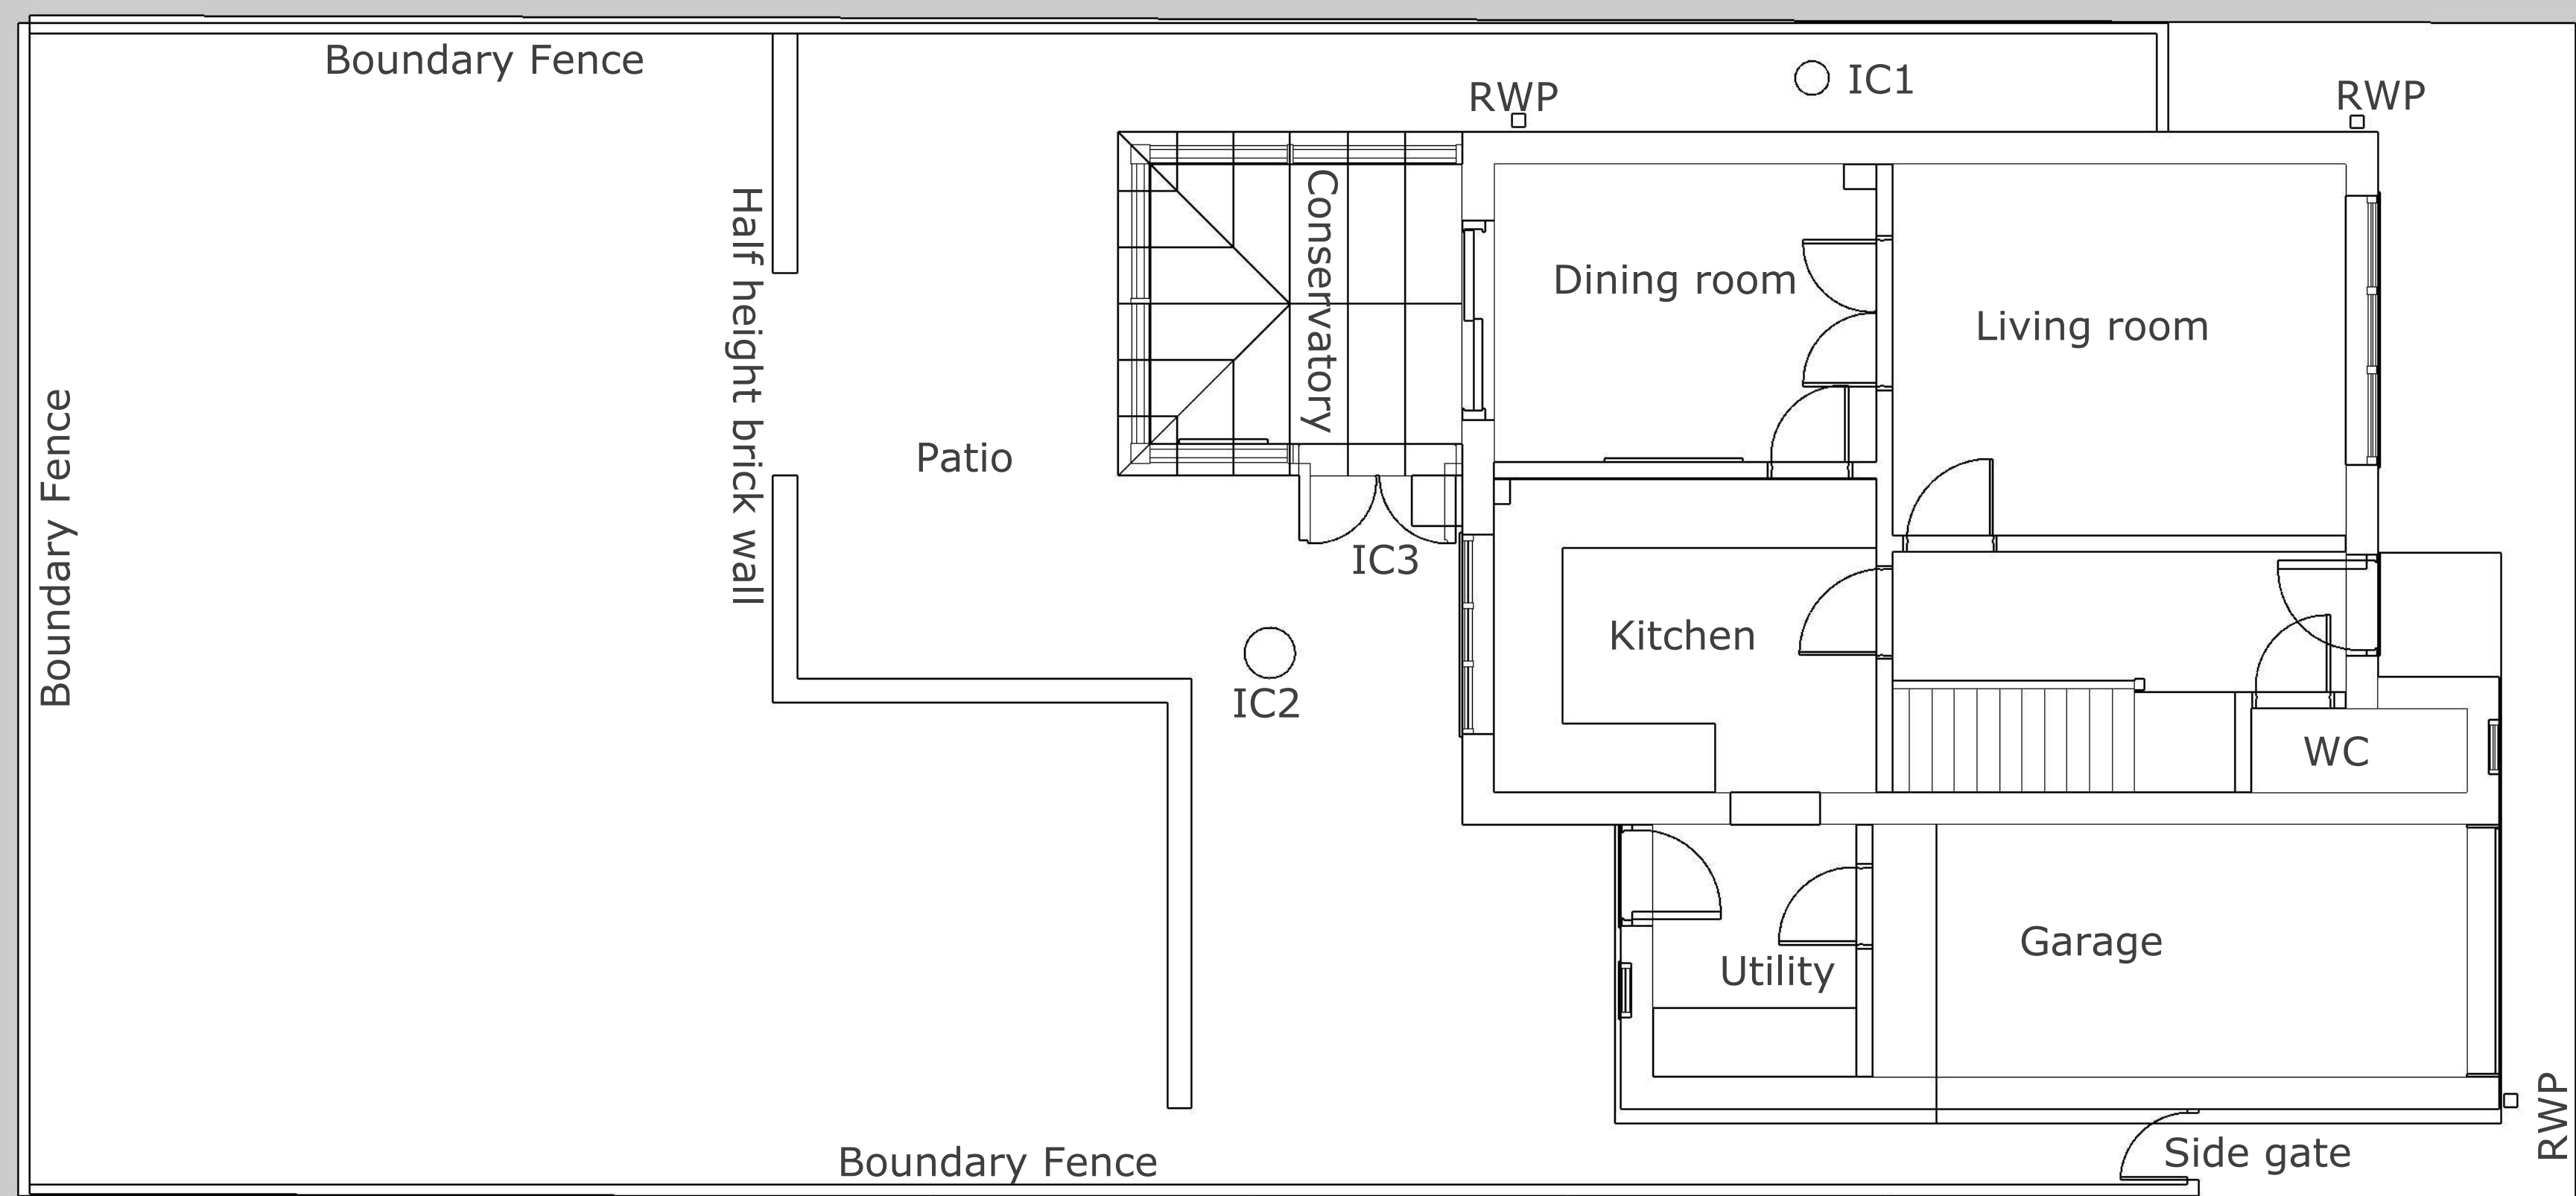 Boundary Fence
IC1
RWP
RWP
Half height brick wall
Conservatory
Dining room
Living room
Boundary Fence
Patio
IC3
Kitchen
IC2
WC
Garage
Utility
RWP
Boundary Fence
Side gate